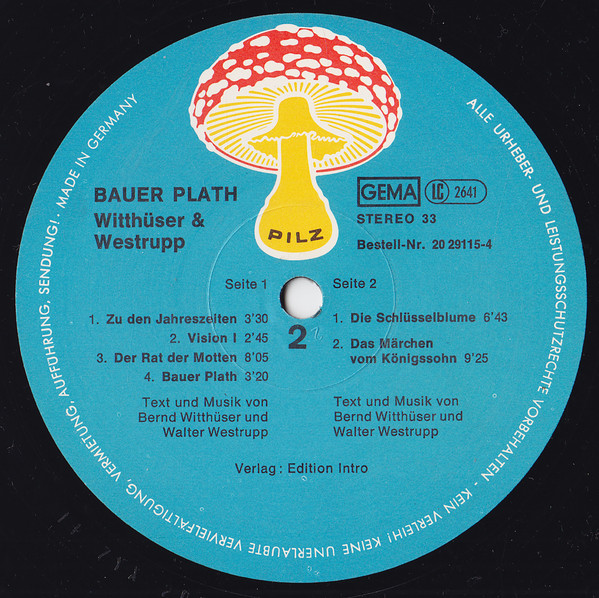 ALLE URHEBER- UND LEISTUNGSSCHUTZRECHTE VORBEHALTEN - KEIN VERLEIH! KEINE UNERLAUBTE VERVIELFÄLTIGUNG, VERMIETUNG, AUFFÜHRUNG, SENDUNG! · MADE IN GERMANY
PILZ
BAUER PLATH
Witthüser &
Westrupp
GEMA LC 2641
STEREO 33
Bestell-Nr. 20 29115-4
Seite 1
1. Zu den Jahreszeiten 3'30
2. Vision I 2'45
3. Der Rat der Motten 8'05
4. Bauer Plath 3'20
Text und Musik von
Bernd Witthüser und
Walter Westrupp
2
Seite 2
1. Die Schlüsselblume 6'43
2. Das Märchen
vom Königssohn 9'25
Text und Musik von
Bernd Witthüser und
Walter Westrupp
Verlag: Edition Intro